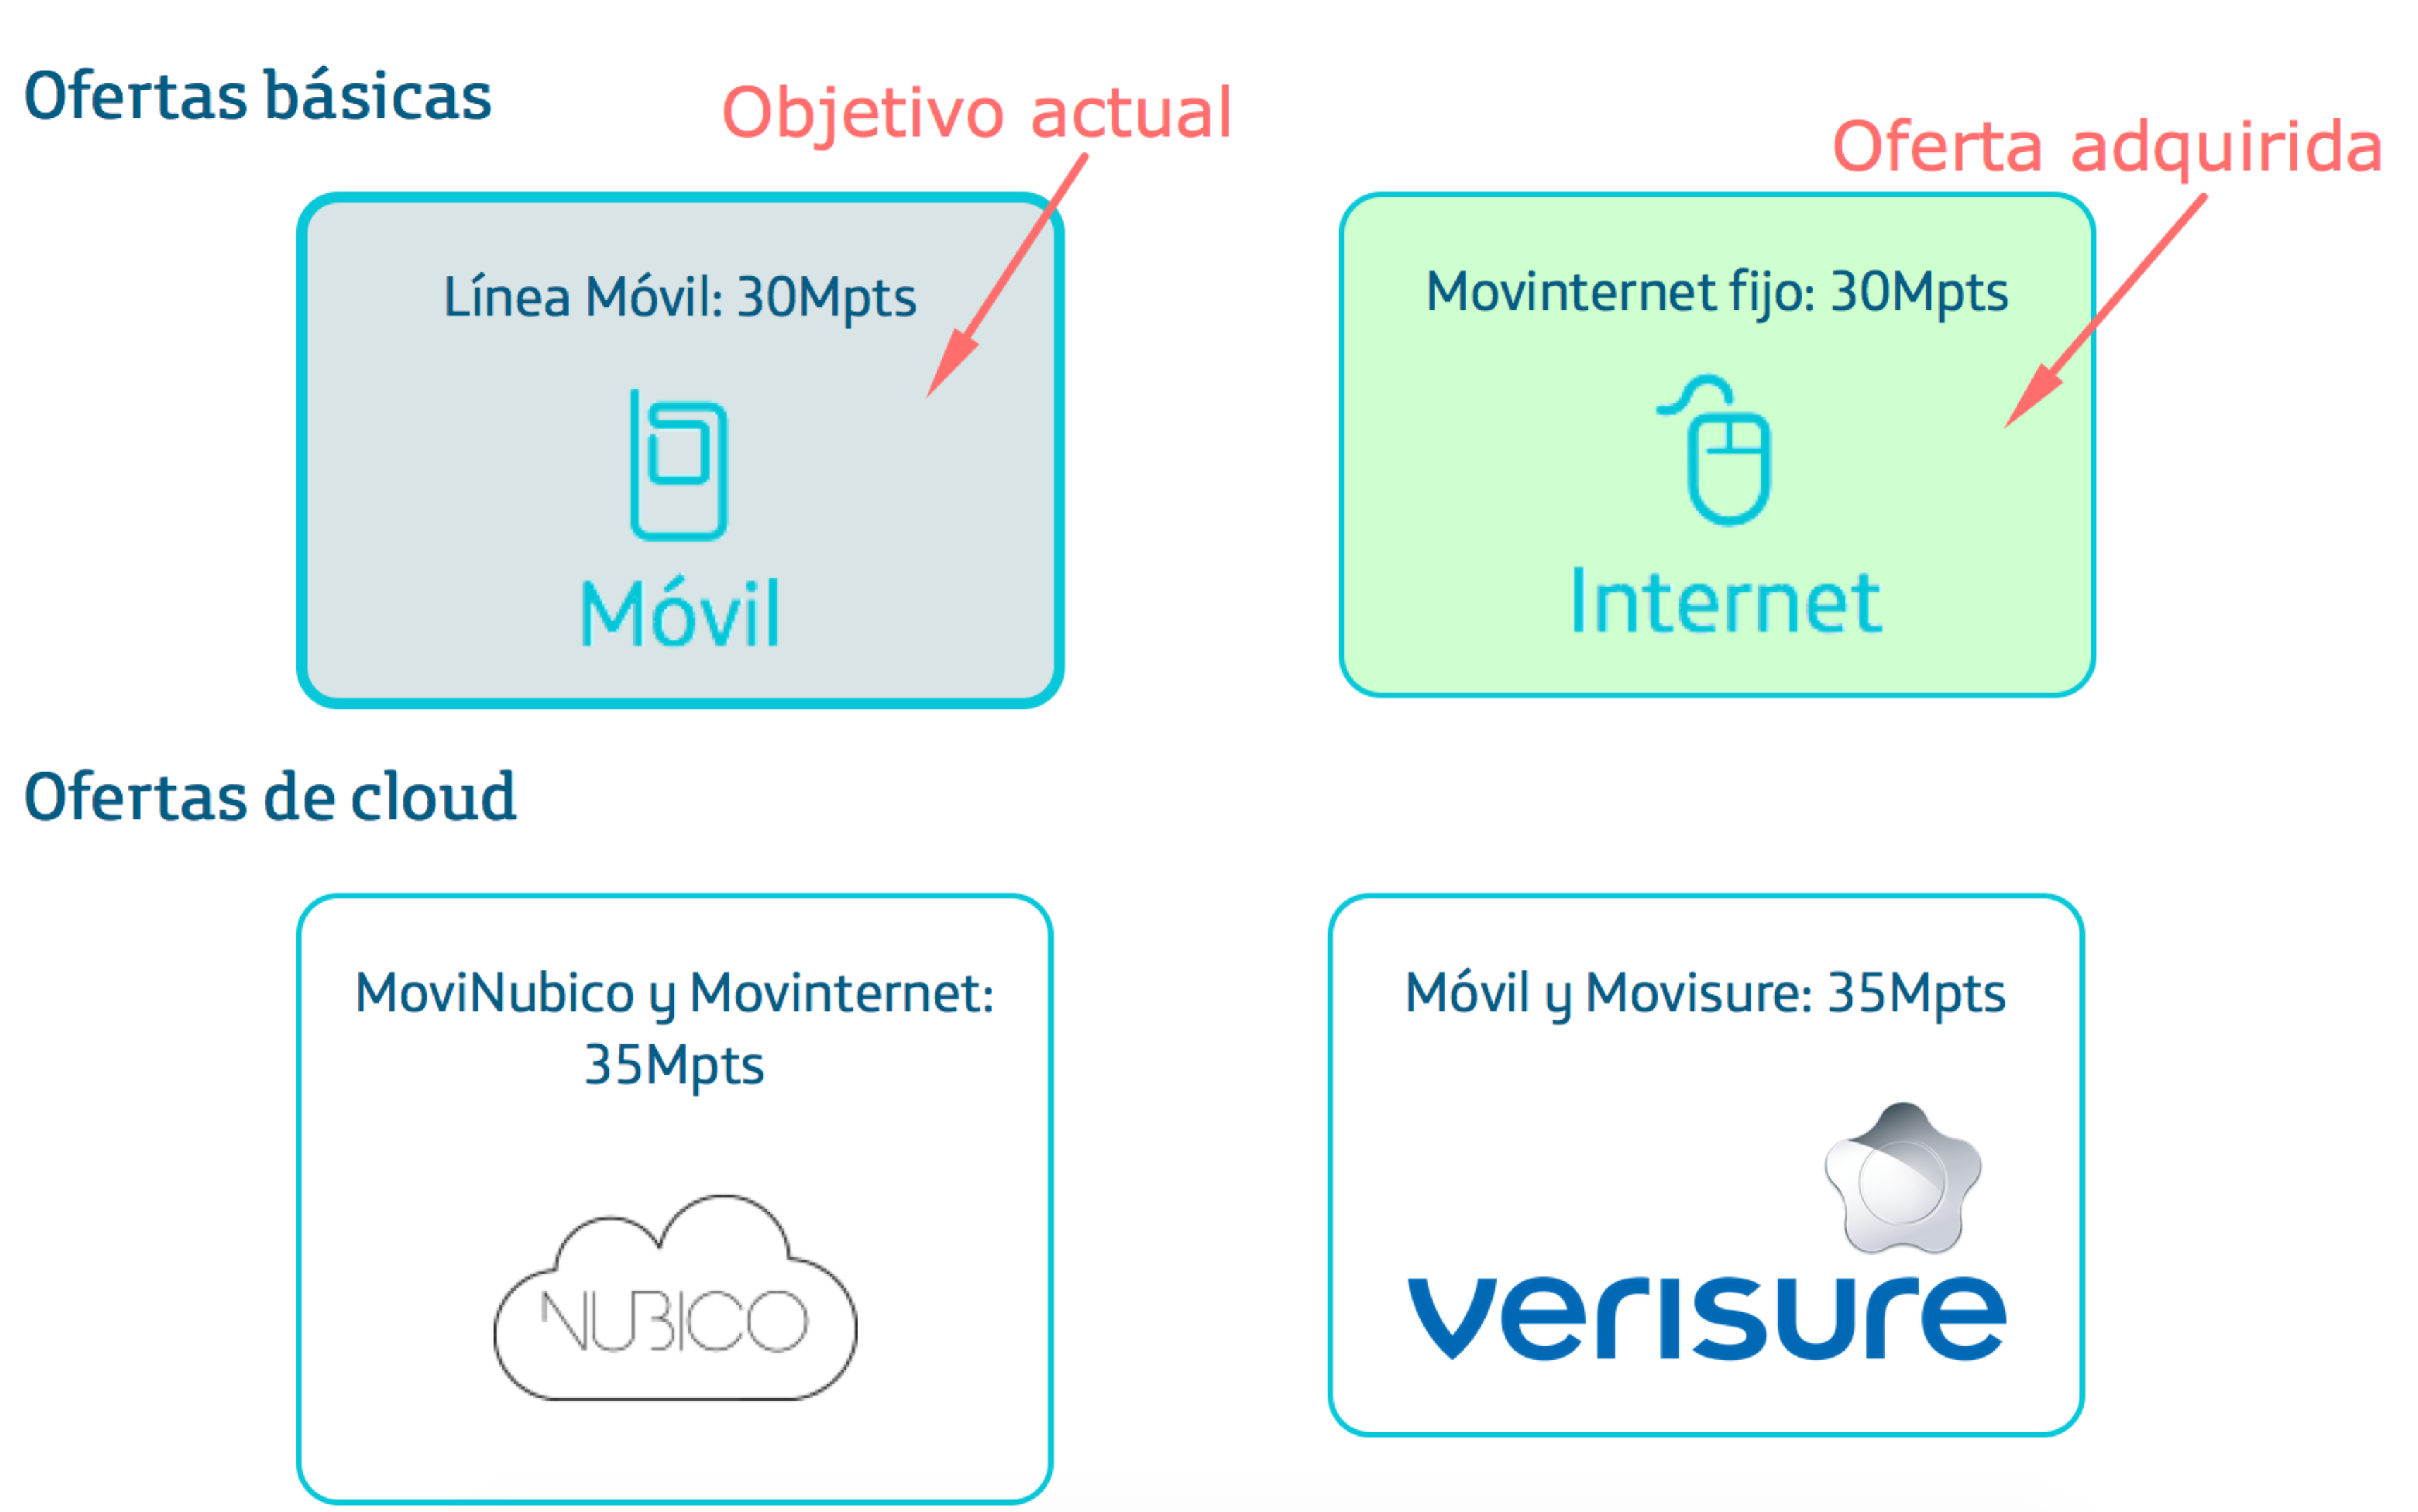 Ofertas básicas
Objetivo actual
Oferta adquirida
Línea Móvil: 30Mpts
Móvil
Movinternet fijo: 30Mpts
Internet
Ofertas de cloud
MoviNubico y Movinternet:
35Mpts
NUBICO
Móvil y Movisure: 35Mpts
verisure